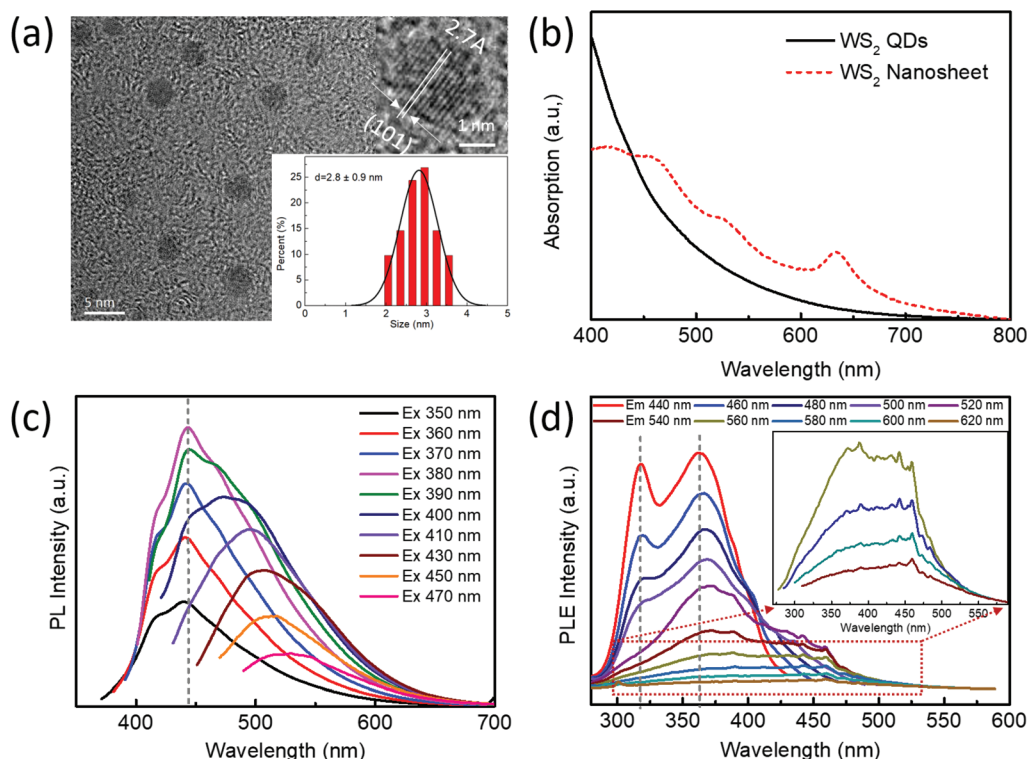 (a)
2.7A
(101)
1 nm
5 nm
d=2.8 ± 0.9 nm
Percent (%)
25
20
15
10
5
0
0 1 2 3 4 5
Size (nm)
(b)
WS₂ QDs
WS₂ Nanosheet
Absorption (a.u,)
400 500 600 700 800
Wavelength (nm)
(c)
Ex 350 nm
Ex 360 nm
Ex 370 nm
Ex 380 nm
Ex 390 nm
Ex 400 nm
Ex 410 nm
Ex 430 nm
Ex 450 nm
Ex 470 nm
PL Intensity (a.u.)
400 500 600 700
Wavelength (nm)
(d)
Em 440 nm 460 nm 480 nm 500 nm 520 nm
Em 540 nm 560 nm 580 nm 600 nm 620 nm
PLE Intensity (a.u.)
300 350 400 450 500 550
Wavelength (nm)
300 350 400 450 500 550 600
Wavelength (nm)